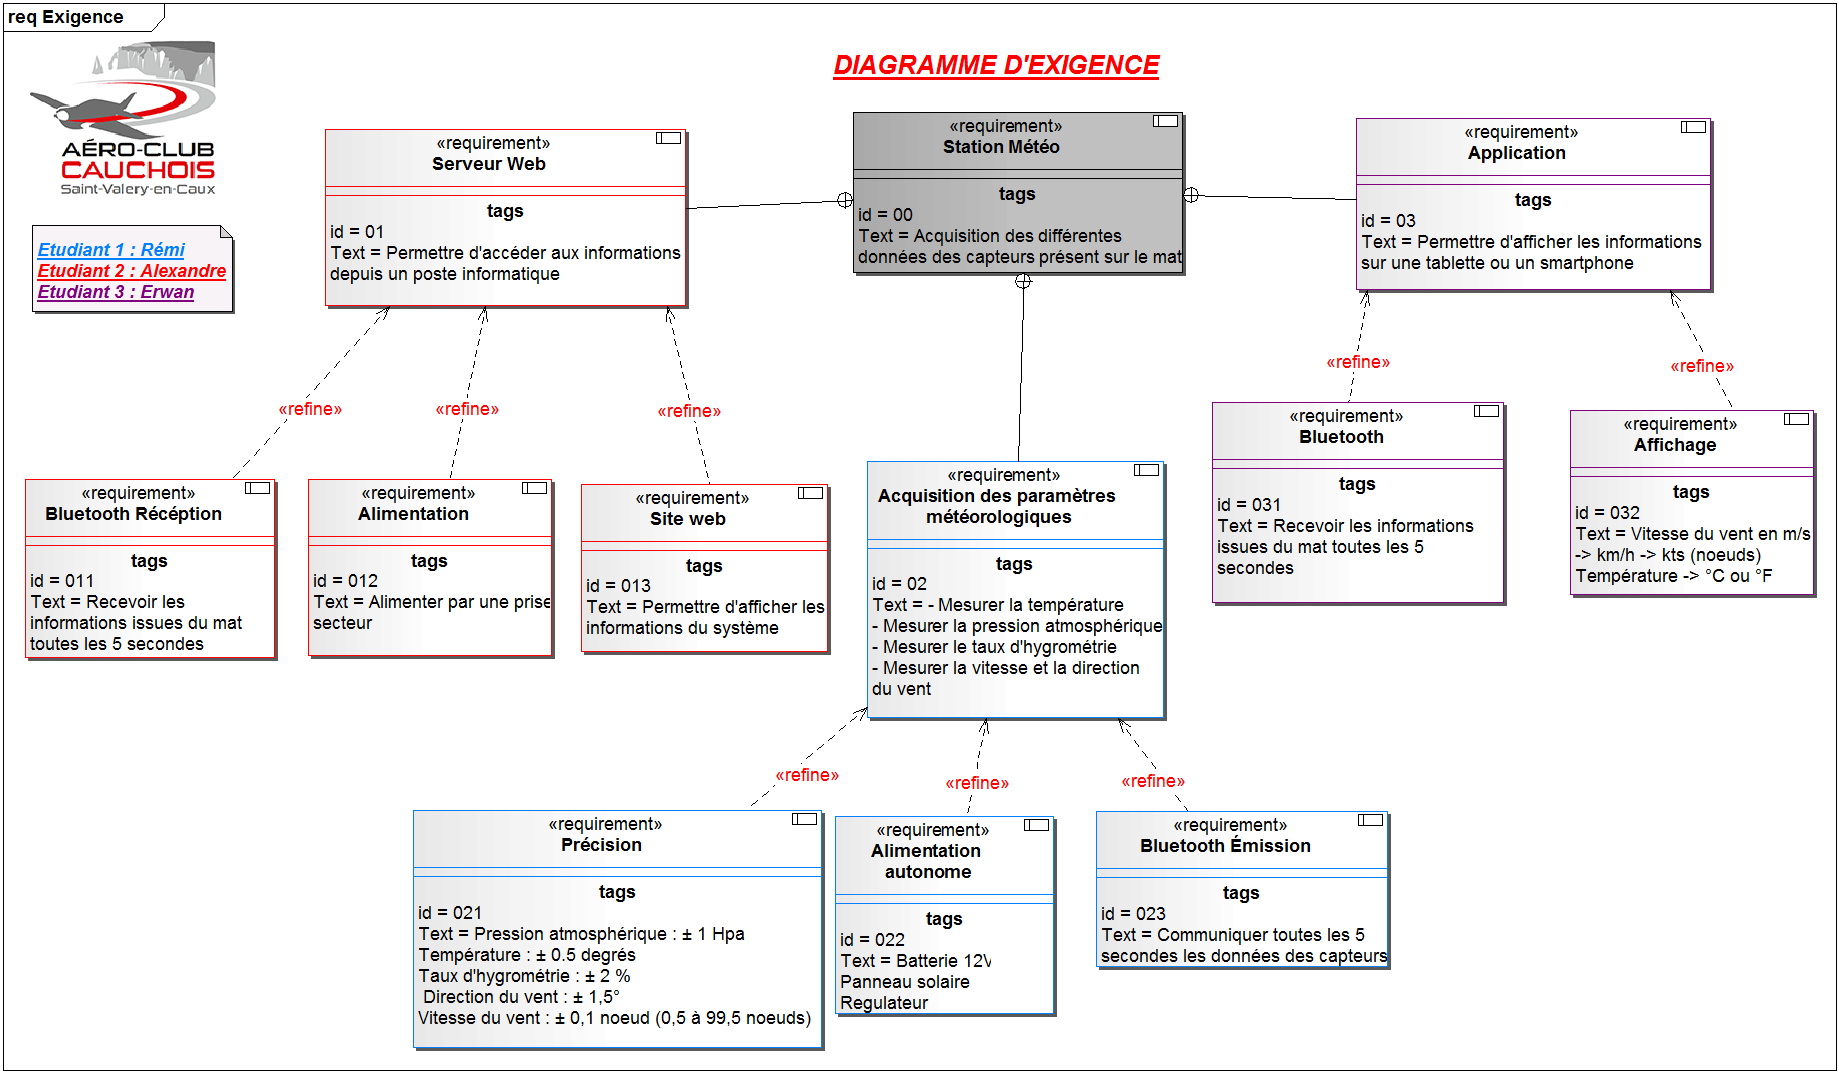 req Exigence
DIAGRAMME D'EXIGENCE
AÉRO-CLUB
CAUCHOIS
Saint-Valery-en-Caux
Etudiant 1 : Rémi
Etudiant 2 : Alexandre
Etudiant 3 : Erwan
«requirement»
Serveur Web
tags
id = 01
Text = Permettre d'accéder aux informations
depuis un poste informatique
«requirement»
Station Météo
tags
id = 00
Text = Acquisition des différentes
données des capteurs présent sur le mat
«requirement»
Application
tags
id = 03
Text = Permettre d'afficher les informations
sur une tablette ou un smartphone
«refine»
«refine»
«refine»
«refine»
«refine»
«requirement»
Bluetooth Récéption
tags
id = 011
Text = Recevoir les
informations issues du mat
toutes les 5 secondes
«requirement»
Alimentation
tags
id = 012
Text = Alimenter par une prise
secteur
«requirement»
Site web
tags
id = 013
Text = Permettre d'afficher les
informations du système
«requirement»
Acquisition des paramètres
météorologiques
tags
id = 02
Text = - Mesurer la température
- Mesurer la pression atmosphérique
- Mesurer le taux d'hygrométrie
- Mesurer la vitesse et la direction
du vent
«requirement»
Bluetooth
tags
id = 031
Text = Recevoir les informations
issues du mat toutes les 5
secondes
«requirement»
Affichage
tags
id = 032
Text = Vitesse du vent en m/s
-> km/h -> kts (noeuds)
Température -> °C ou °F
«refine»
«refine»
«refine»
«requirement»
Précision
tags
id = 021
Text = Pression atmosphérique : ± 1 Hpa
Température : ± 0.5 degrés
Taux d'hygrométrie : ± 2 %
Direction du vent : ± 1,5°
Vitesse du vent : ± 0,1 noeud (0,5 à 99,5 noeuds)
«requirement»
Alimentation
autonome
tags
id = 022
Text = Batterie 12V
Panneau solaire
Regulateur
«requirement»
Bluetooth Émission
tags
id = 023
Text = Communiquer toutes les 5
secondes les données des capteurs